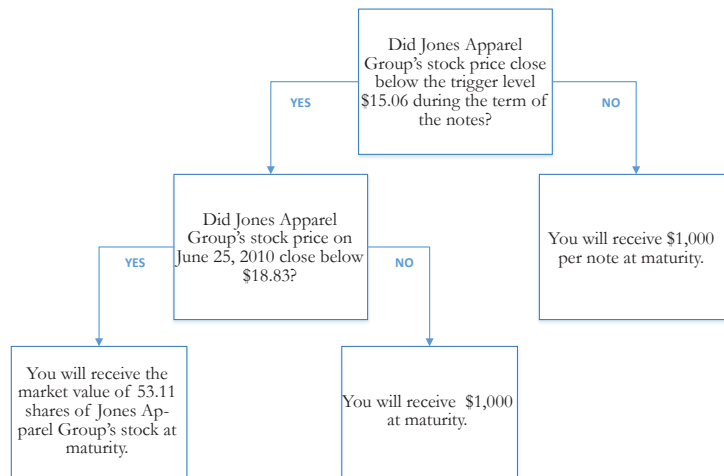 Did Jones Apparel
Group's stock price close
below the trigger level
$15.06 during the term of
the notes?
YES
NO
Did Jones Apparel
Group's stock price on
June 25, 2010 close below
$18.83?
You will receive $1,000
per note at maturity.
YES
NO
You will receive the
market value of 53.11
shares of Jones Ap-
parel Group's stock at
maturity.
You will receive $1,000
at maturity.